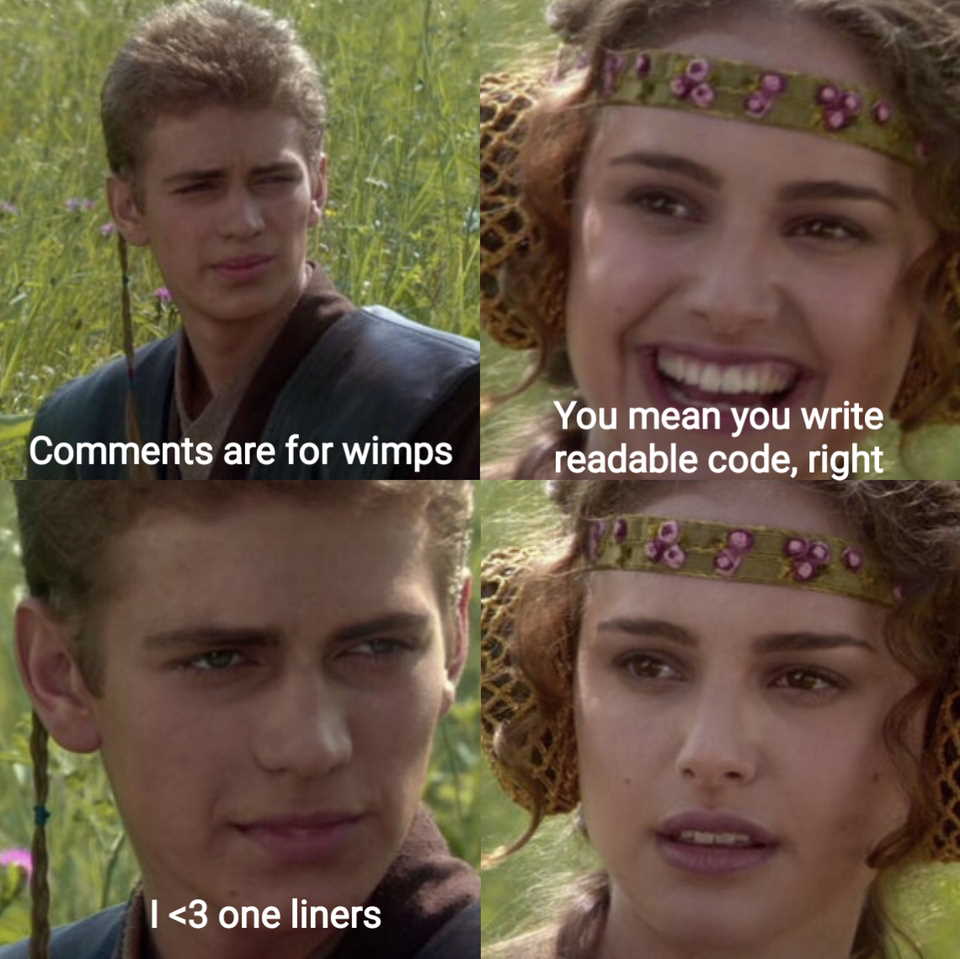 Comments are for wimps
You mean you write
readable code, right
I <3 one liners